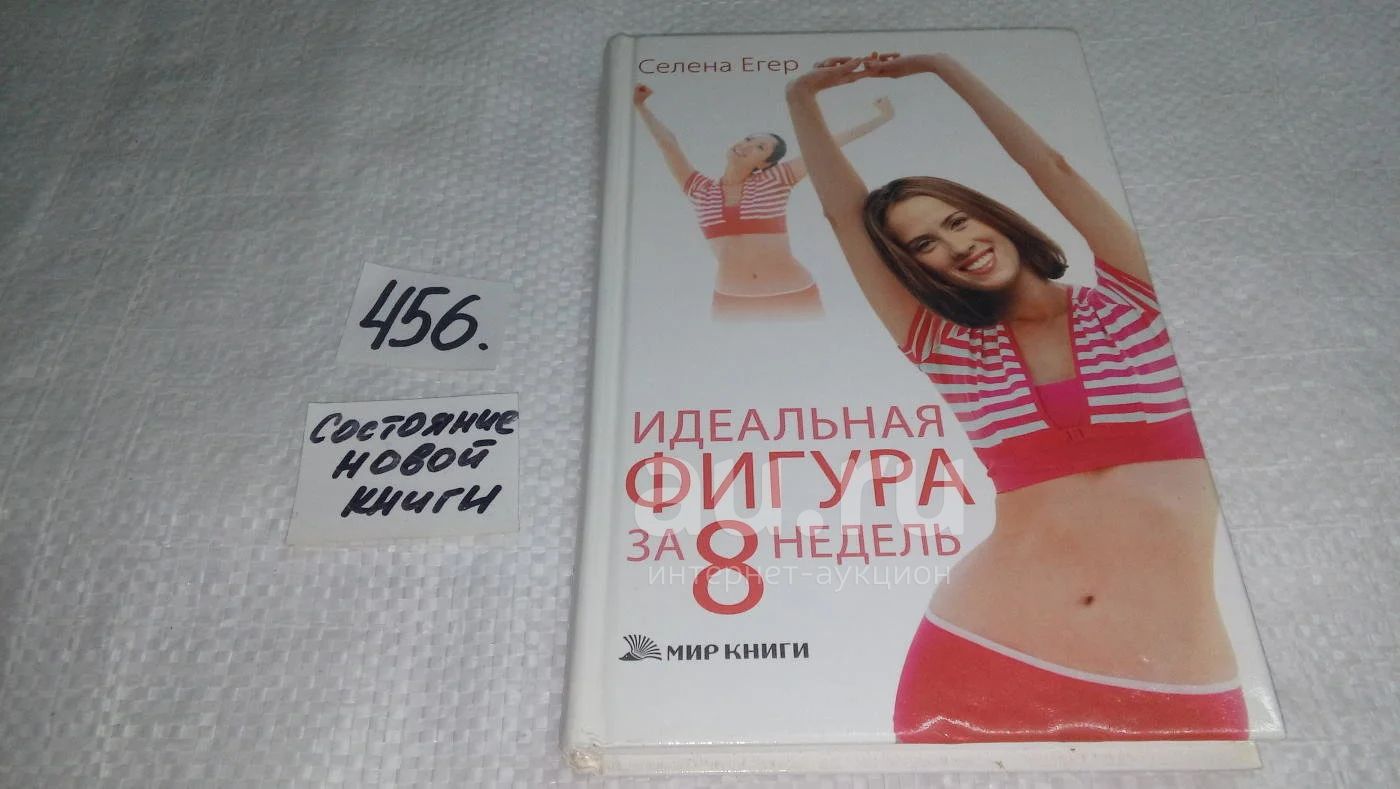 456.
Состояние
новой
книги
Селена Егер
ИДЕАЛЬНАЯ
ФИГУРА
ЗА 8 НЕДЕЛЬ
МИР КНИГИ
au.ru
интернет-аукцион